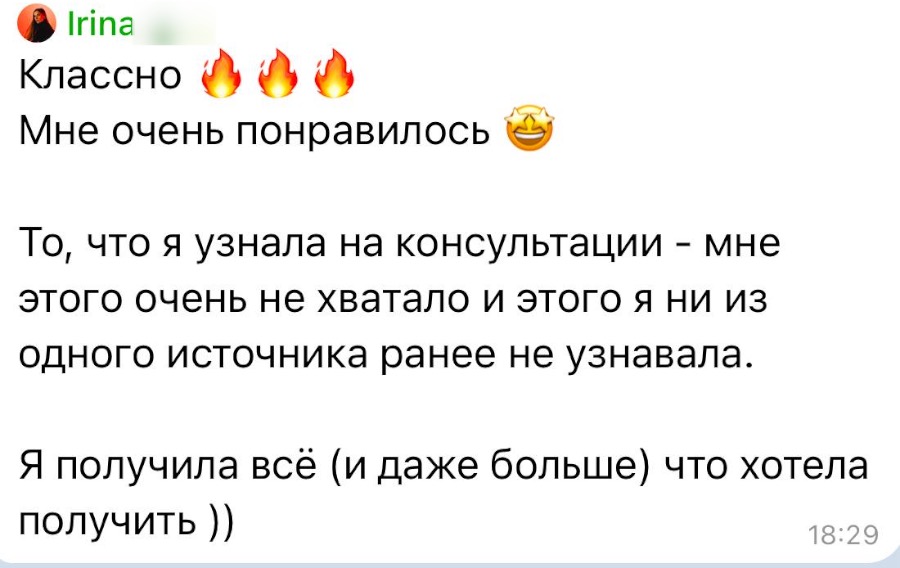 Irina
Классно 🔥🔥🔥
Мне очень понравилось 🤩
То, что я узнала на консультации - мне
этого очень не хватало и этого я ни из
одного источника ранее не узнавала.
Я получила всё (и даже больше) что хотела
получить ))
18:29